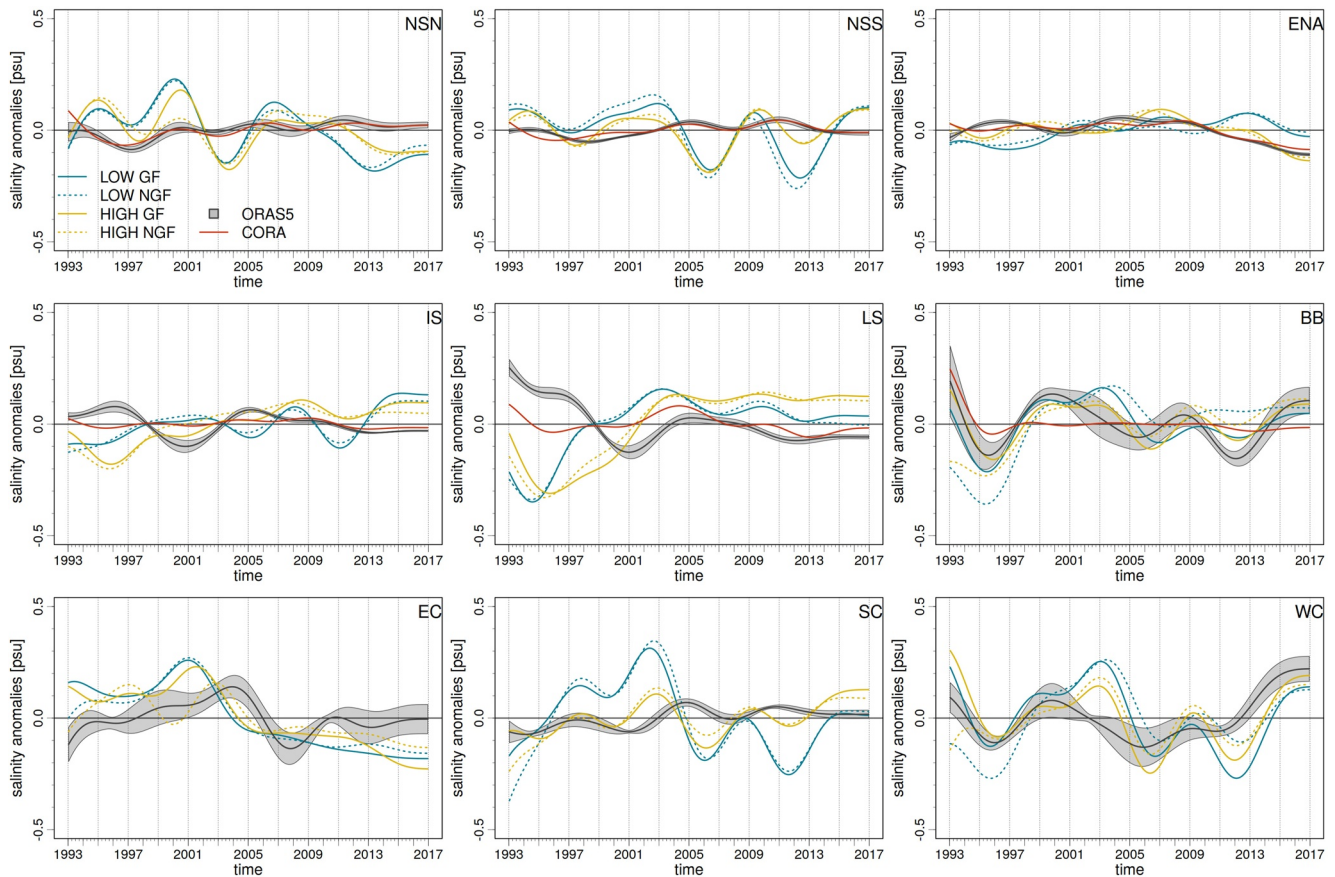 NSN
salinity anomalies [psu]
0.5
0.0
-0.5
LOW GF
LOW NGF
HIGH GF
HIGH NGF
ORAS5
CORA
1993 1997 2001 2005 2009 2013 2017
time
NSS
salinity anomalies [psu]
0.5
0.0
-0.5
1993 1997 2001 2005 2009 2013 2017
time
ENA
salinity anomalies [psu]
0.5
0.0
-0.5
1993 1997 2001 2005 2009 2013 2017
time
IS
salinity anomalies [psu]
0.5
0.0
-0.5
1993 1997 2001 2005 2009 2013 2017
time
LS
salinity anomalies [psu]
0.5
0.0
-0.5
1993 1997 2001 2005 2009 2013 2017
time
BB
salinity anomalies [psu]
0.5
0.0
-0.5
1993 1997 2001 2005 2009 2013 2017
time
EC
salinity anomalies [psu]
0.5
0.0
-0.5
1993 1997 2001 2005 2009 2013 2017
time
SC
salinity anomalies [psu]
0.5
0.0
-0.5
1993 1997 2001 2005 2009 2013 2017
time
WC
salinity anomalies [psu]
0.5
0.0
-0.5
1993 1997 2001 2005 2009 2013 2017
time